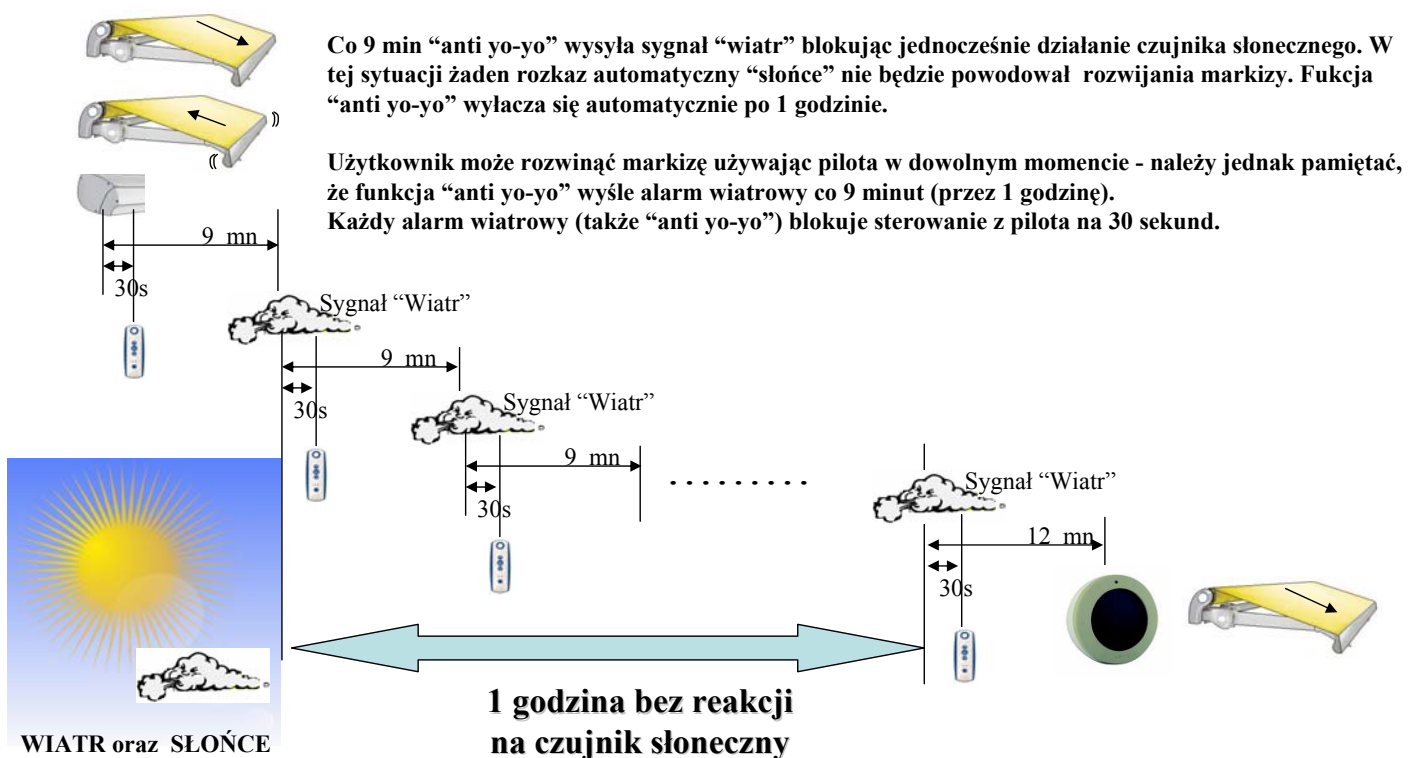 Co 9 min “anti yo-yo” wysyła sygnał “wiatr” blokując jednocześnie działanie czujnika słonecznego. W
tej sytuacji żaden rozkaz automatyczny “słońce” nie będzie powodował rozwijania markizy. Fukcja
“anti yo-yo” wyłacza się automatycznie po 1 godzinie.
Użytkownik może rozwinąć markizę używając pilota w dowolnym momencie - należy jednak pamiętać,
że funkcja “anti yo-yo” wyśle alarm wiatrowy co 9 minut (przez 1 godzinę).
Każdy alarm wiatrowy (także “anti yo-yo”) blokuje sterowanie z pilota na 30 sekund.
9 mn
30s
Sygnał “Wiatr”
9 mn
30s
Sygnał “Wiatr”
9 mn
30s
. . . . . . . . .
Sygnał “Wiatr”
12 mn
30s
1 godzina bez reakcji
na czujnik słoneczny
WIATR oraz SŁOŃCE